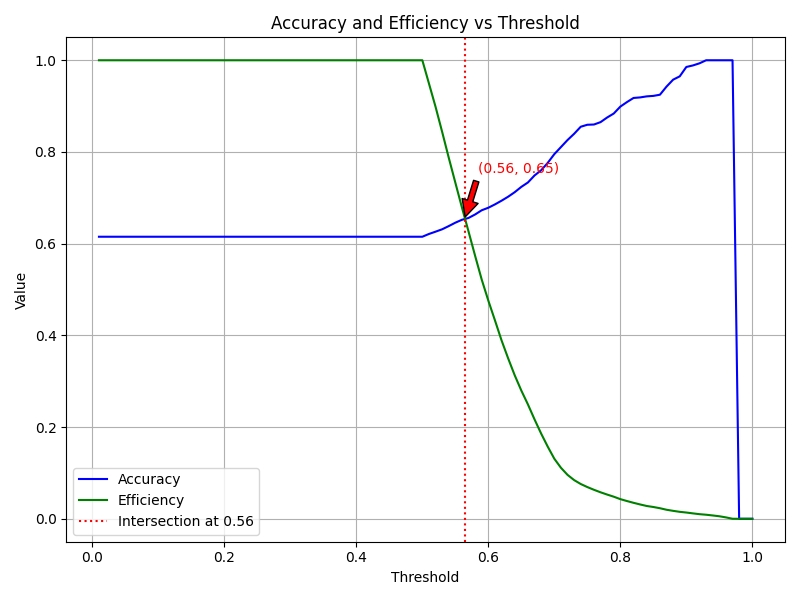 Accuracy and Efficiency vs Threshold
1.0
0.8
0.6
0.4
0.2
0.0
Value
(0.56, 0.65)
Accuracy
Efficiency
Intersection at 0.56
0.0 0.2 0.4 0.6 0.8 1.0
Threshold